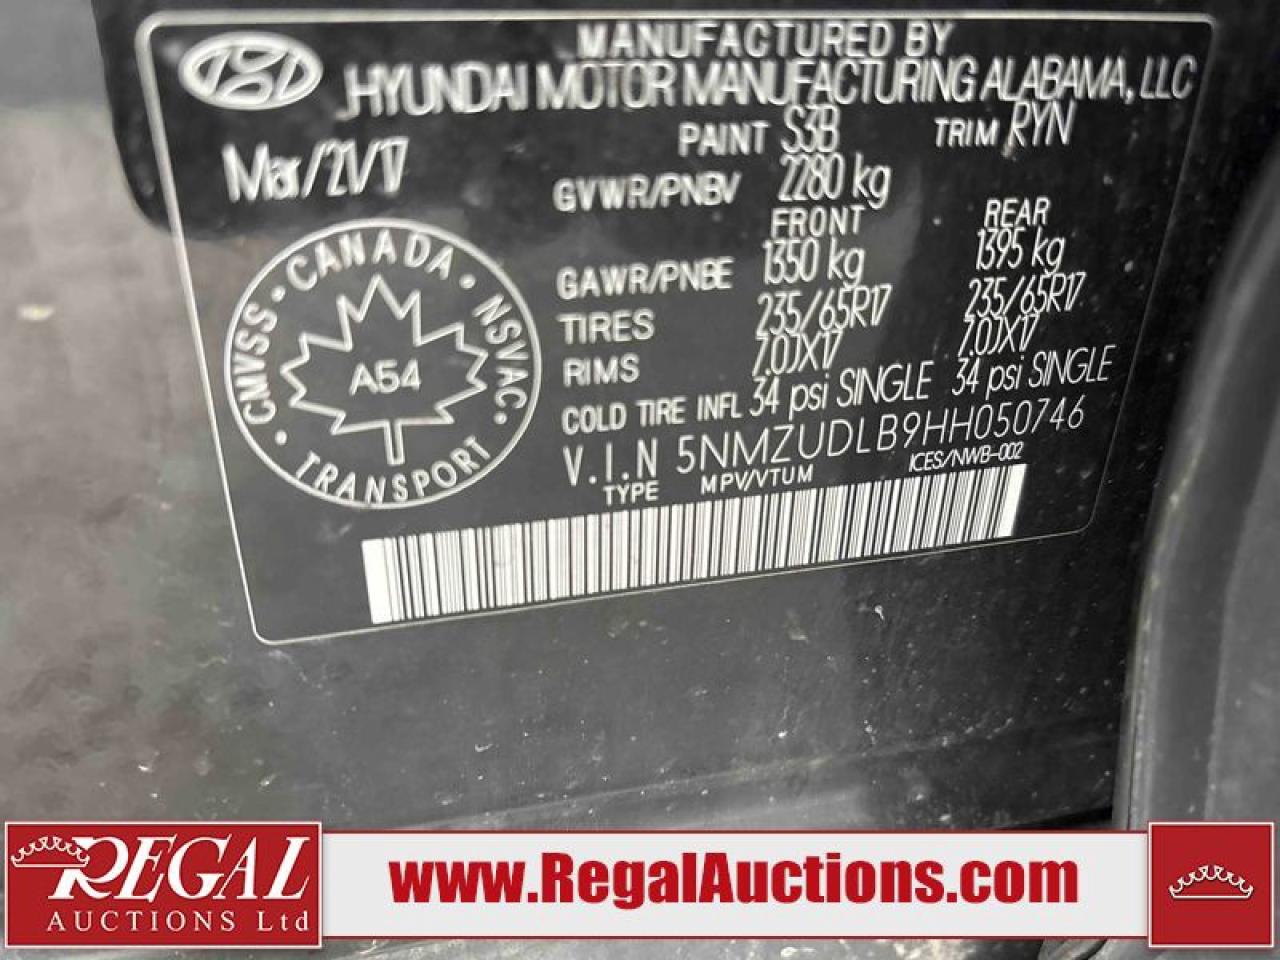 MANUFACTURED BY
HYUNDAI MOTOR MANUFACTURING ALABAMA, LLC
Mar/21/17
PAINT S3B TRIM RYN
GVWR/PNBV 2280 kg
FRONT REAR
GAWR/PNBE 1350 kg 1395 kg
TIRES 235/65R17 235/65R17
RIMS 7.0JX17 7.0JX17
COLD TIRE INFL 34 psi SINGLE 34 psi SINGLE
V.I.N 5NMZUDLB9HH050746
TYPE MPV/VTUM ICES/NWB-002
CANADA
CMVSS · NSVAC
A54
TRANSPORT
REGAL
AUCTIONS Ltd
www.RegalAuctions.com